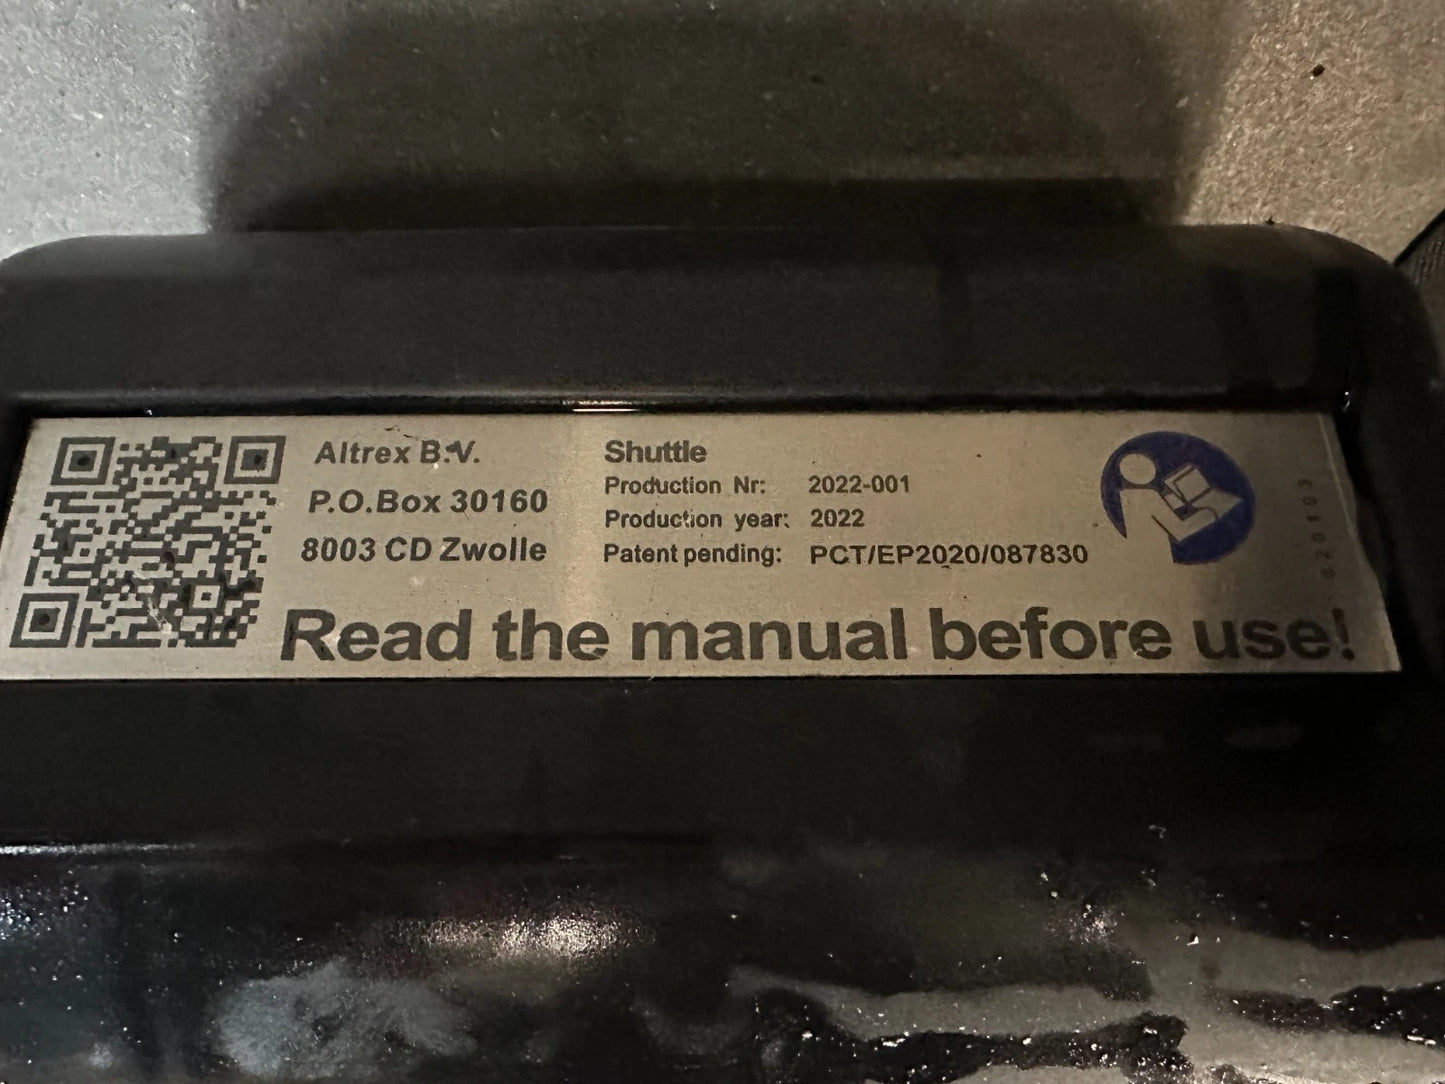 Altrex B.V.
P.O.Box 30160
8003 CD Zwolle
Shuttle
Production Nr: 2022-001
Production year: 2022
Patent pending: PCT/EP2020/087830
Read the manual before use!